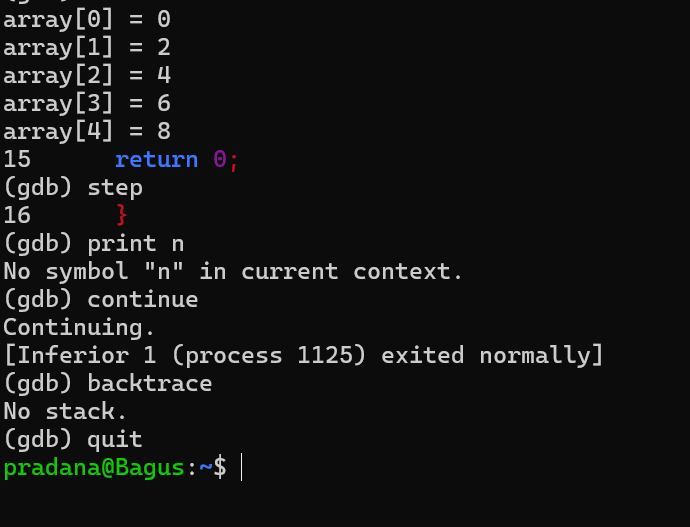 array[0] = 0
array[1] = 2
array[2] = 4
array[3] = 6
array[4] = 8
15      return 0;
(gdb) step
16      }
(gdb) print n
No symbol "n" in current context.
(gdb) continue
Continuing.
[Inferior 1 (process 1125) exited normally]
(gdb) backtrace
No stack.
(gdb) quit
pradana@Bagus:~$